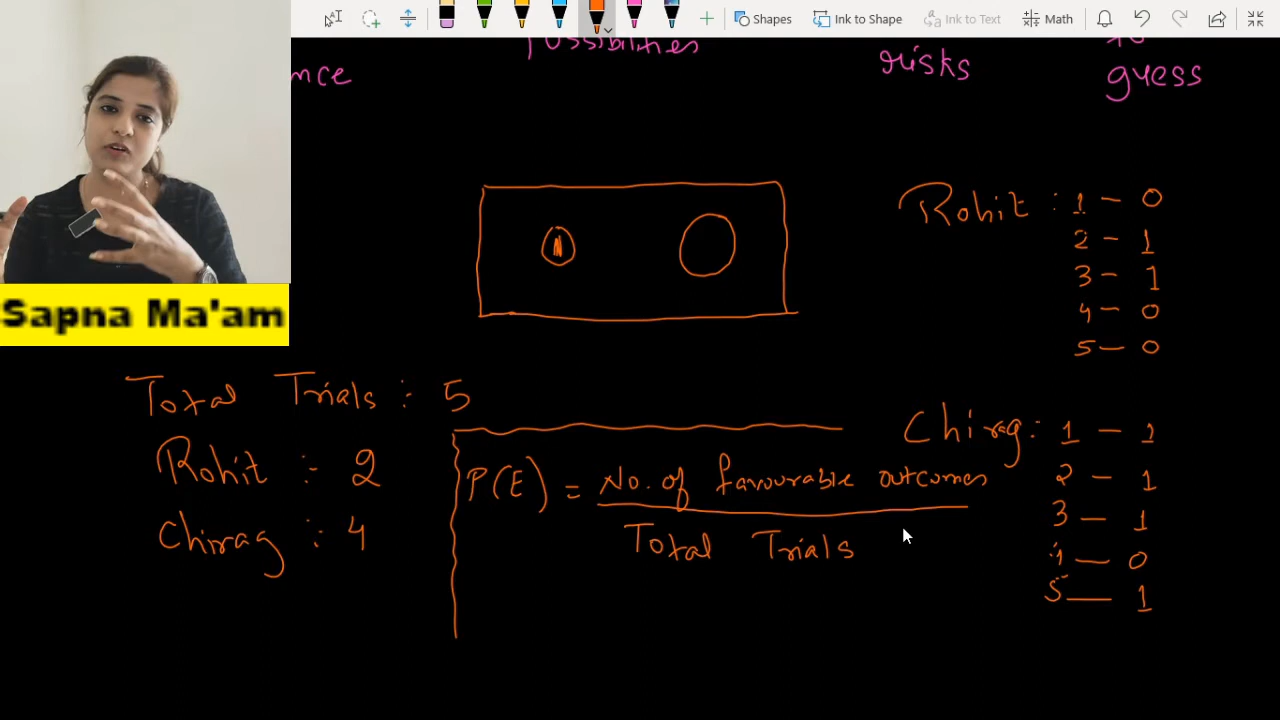 Shapes Ink to Shape Ink to Text Math
possibilities
nce
risks
to
guess
Sapna Ma'am
Rohit : 1 - 0
2 - 1
3 - 1
4 - 0
5 - 0
Total Trials : 5
Rohit : 2
Chirag : 4
P(E) = No. of favourable outcomes
Total Trials
Chirag : 1 - 1
2 - 1
3 - 1
4 - 0
5 - 1